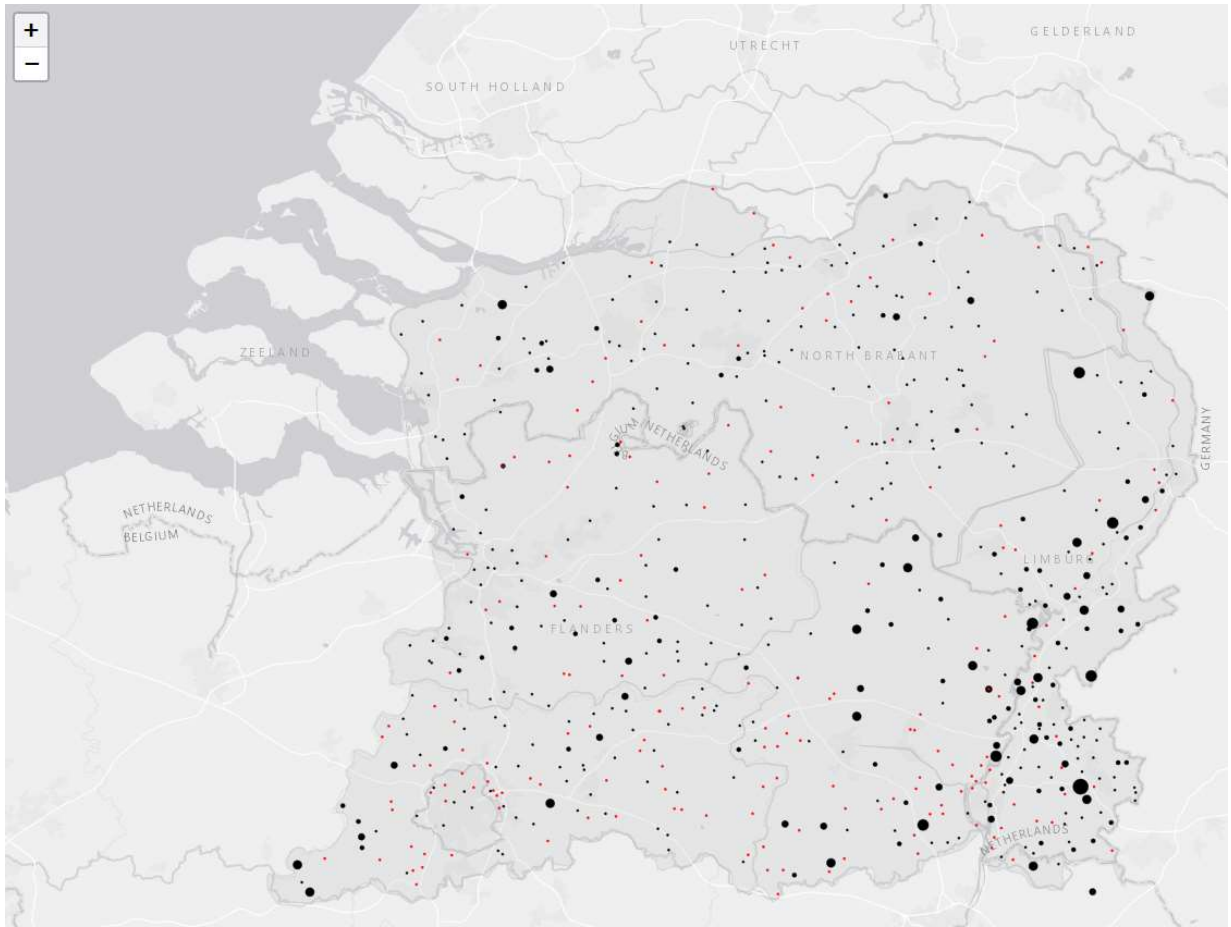 +
−
GELDERLAND
UTRECHT
SOUTH HOLLAND
ZEELAND
NORTH BRABANT
NETHERLANDS
GERMANY
NETHERLANDS
BELGIUM
LIMBURG
FLANDERS
NETHERLANDS